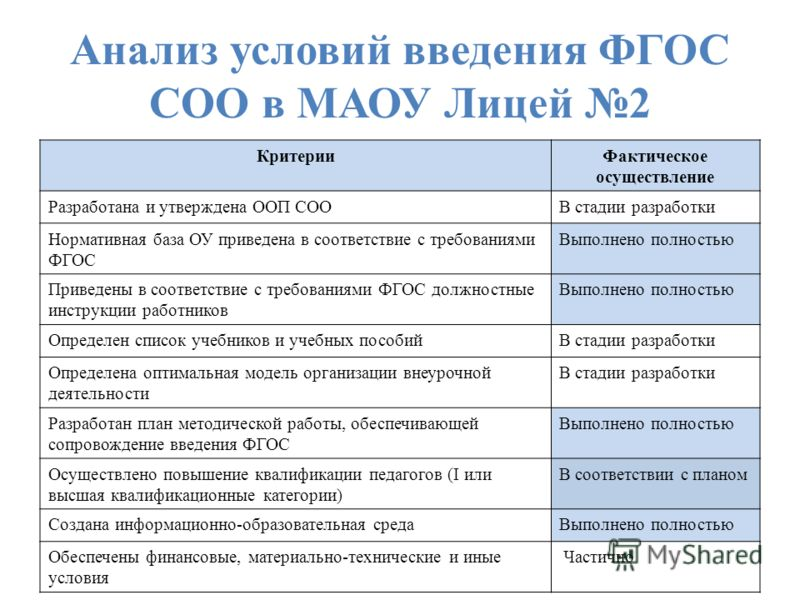 Анализ условий введения ФГОС
СОО в МАОУ Лицей №2
Критерии
Фактическое
осуществление
Разработана и утверждена ООП СОО
В стадии разработки
Нормативная база ОУ приведена в соответствие с требованиями
ФГОС
Выполнено полностью
Приведены в соответствие с требованиями ФГОС должностные
инструкции работников
Выполнено полностью
Определен список учебников и учебных пособий
В стадии разработки
Определена оптимальная модель организации внеурочной
деятельности
В стадии разработки
Разработан план методической работы, обеспечивающей
сопровождение введения ФГОС
Выполнено полностью
Осуществлено повышение квалификации педагогов (I или
высшая квалификационные категории)
В соответствии с планом
Создана информационно-образовательная среда
Выполнено полностью
Обеспечены финансовые, материально-технические и иные
условия
Частично
MyShared